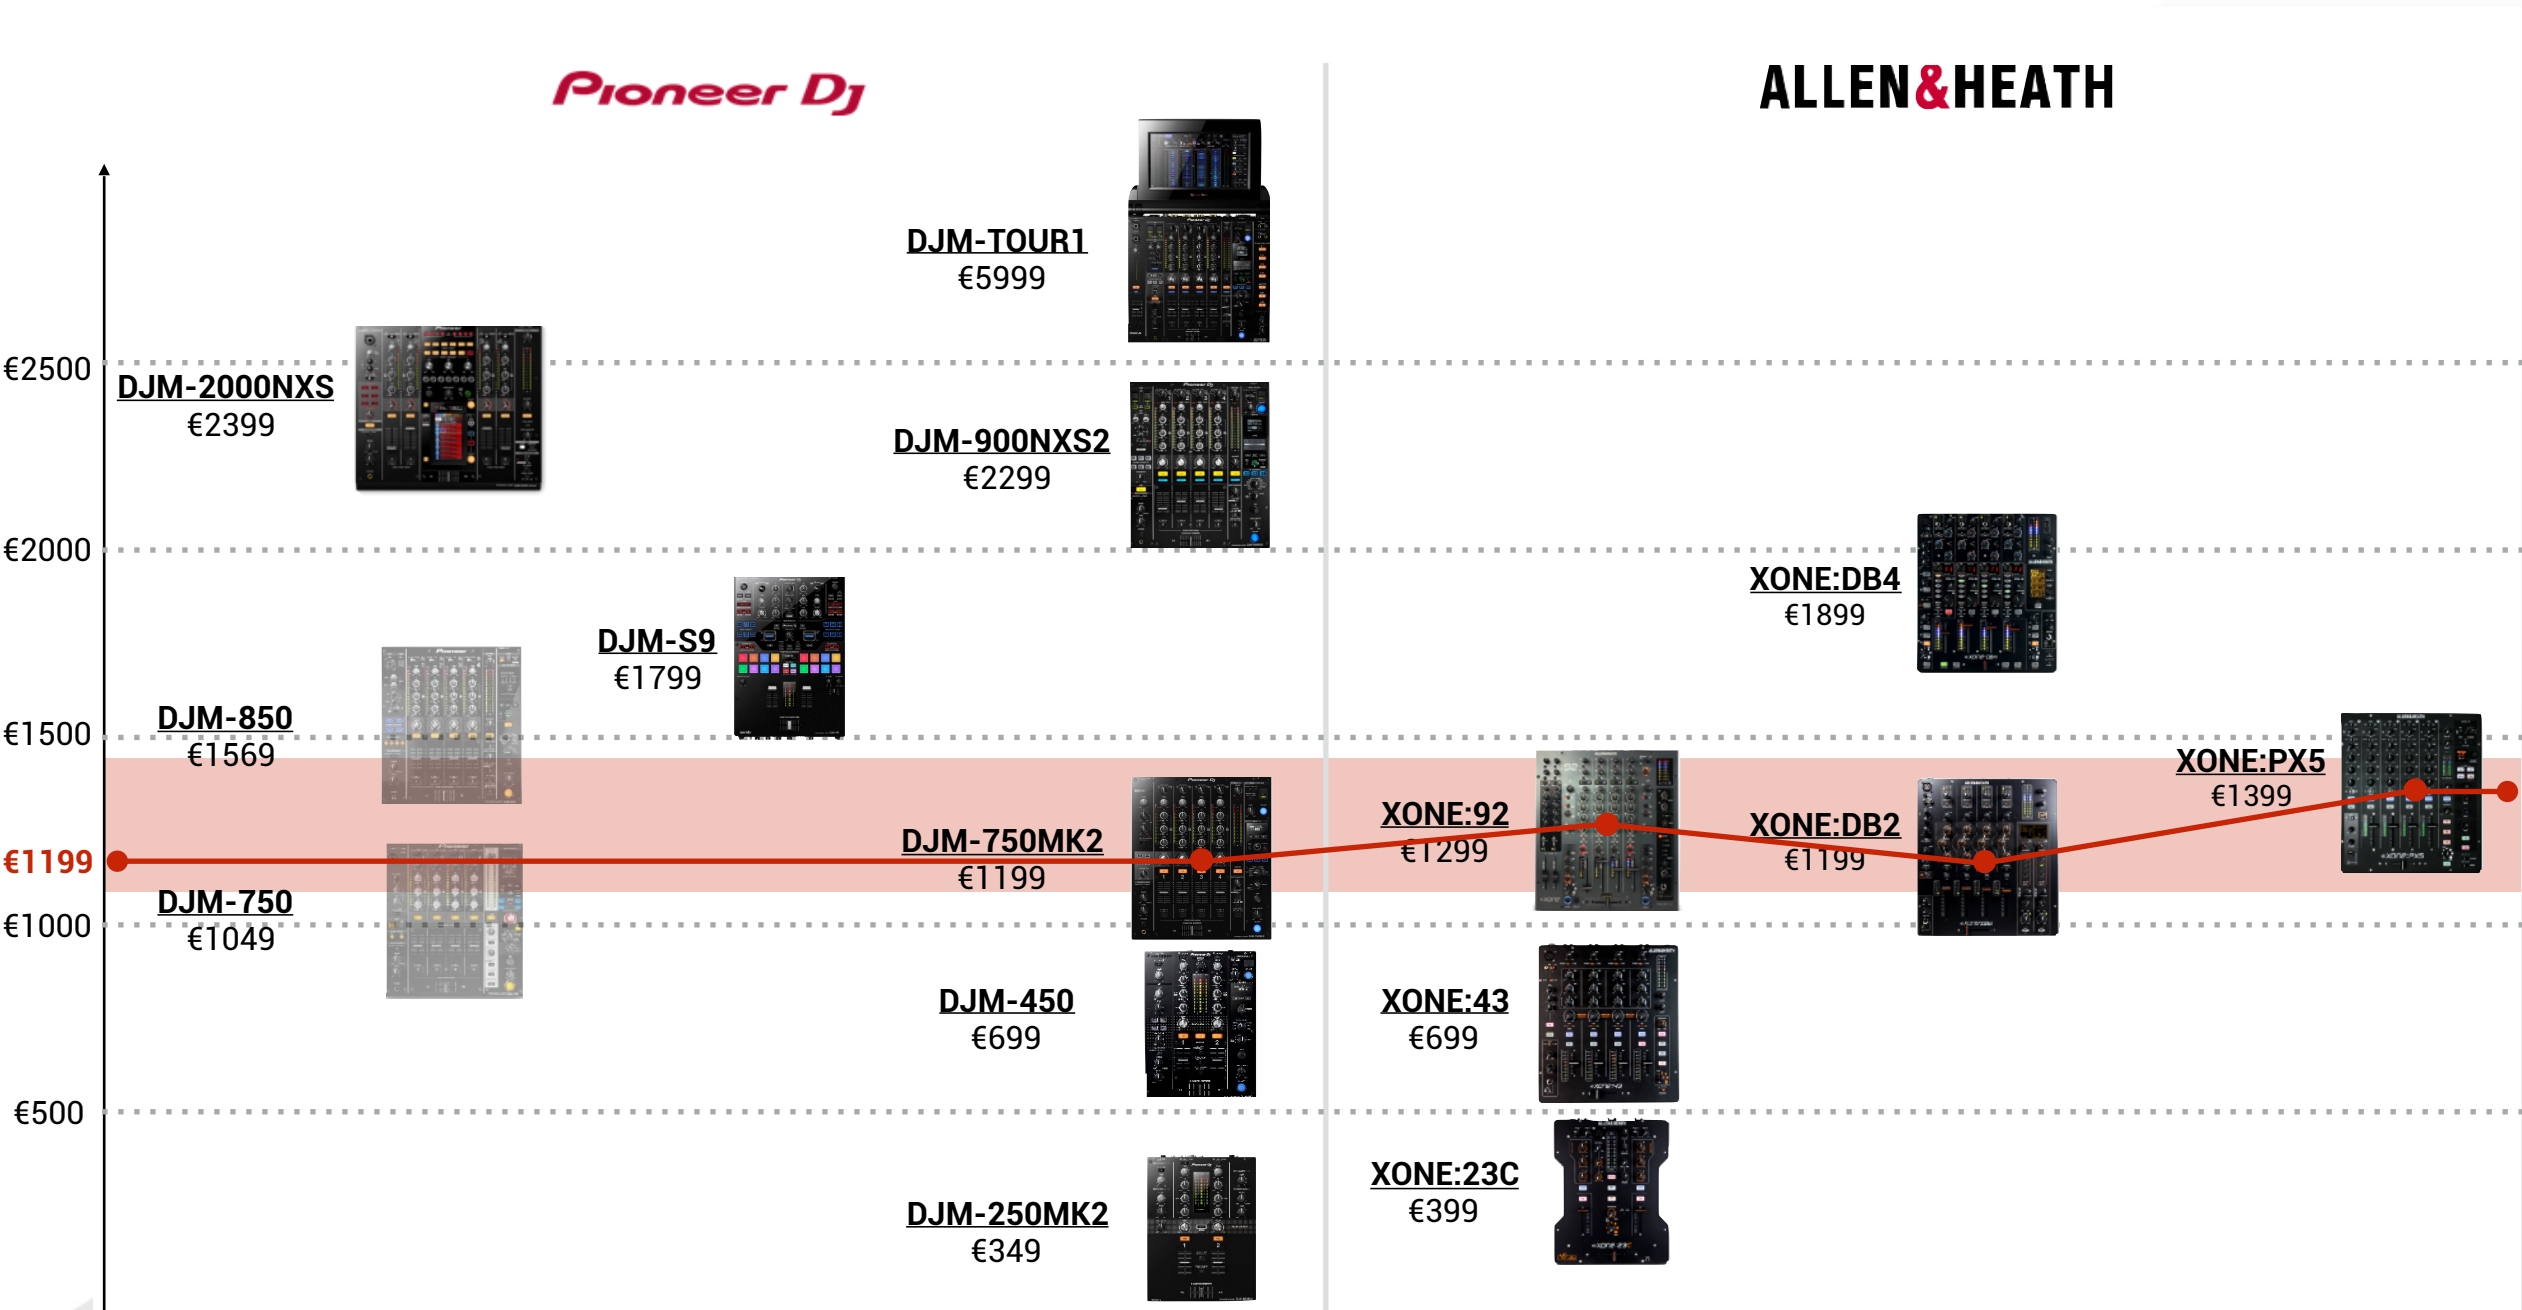 Pioneer Dj
ALLEN&HEATH
DJM-TOUR1
€5999
€2500
DJM-2000NXS
€2399
DJM-900NXS2
€2299
€2000
XONE:DB4
€1899
DJM-S9
€1799
DJM-850
€1569
€1500
XONE:PX5
€1399
XONE:92
€1299
XONE:DB2
€1199
DJM-750MK2
€1199
€1199
DJM-750
€1049
€1000
DJM-450
€699
XONE:43
€699
€500
XONE:23C
€399
DJM-250MK2
€349